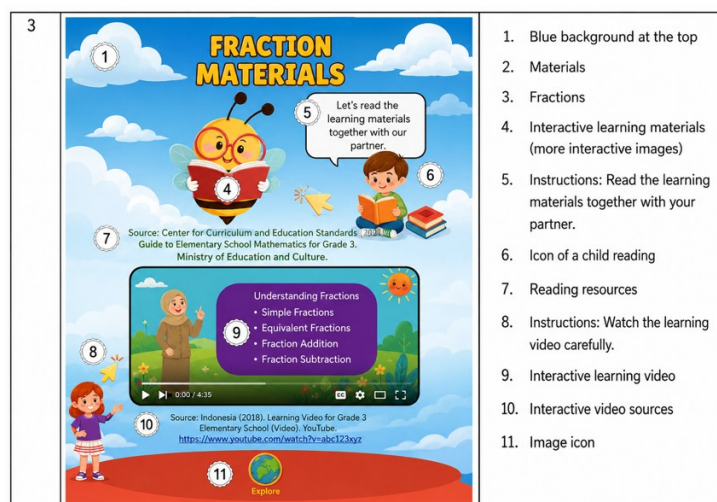 3
1
FRACTION
MATERIALS
5
Let's read the
learning materials
together with our
partner.
4
6
7
Source: Center for Curriculum and Education Standards
Guide to Elementary School Mathematics for Grade 3.
Ministry of Education and Culture.
Understanding Fractions
• Simple Fractions
• Equivalent Fractions
• Fraction Addition
• Fraction Subtraction
9
8
0:00 / 4:35
CC
10
Source: Indonesia (2018). Learning Video for Grade 3
Elementary School (Video). YouTube.
https://www.youtube.com/watch?v=abc123xyz
11
Explore
1. Blue background at the top
2. Materials
3. Fractions
4. Interactive learning materials
(more interactive images)
5. Instructions: Read the learning
materials together with your
partner.
6. Icon of a child reading
7. Reading resources
8. Instructions: Watch the learning
video carefully.
9. Interactive learning video
10. Interactive video sources
11. Image icon